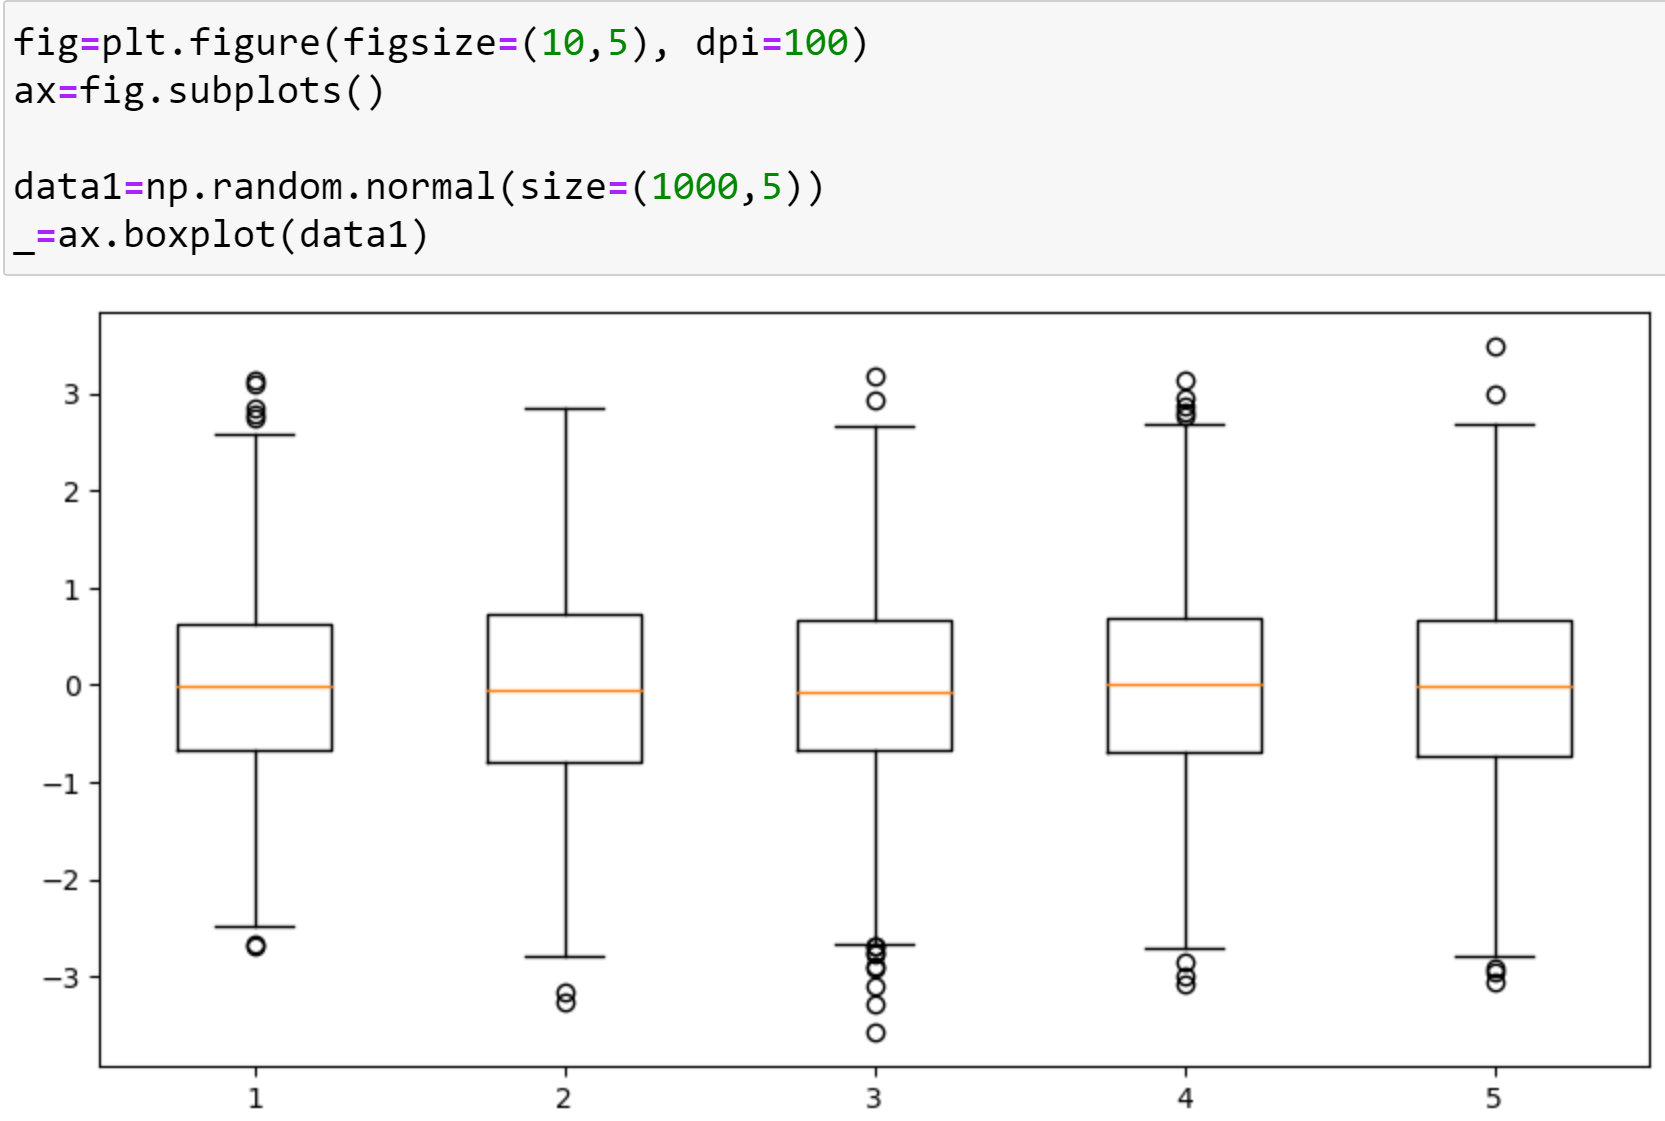 fig=plt.figure(figsize=(10,5), dpi=100)
ax=fig.subplots()
data1=np.random.normal(size=(1000,5))
_=ax.boxplot(data1)
3
2
1
0
−1
−2
−3
1 2 3 4 5